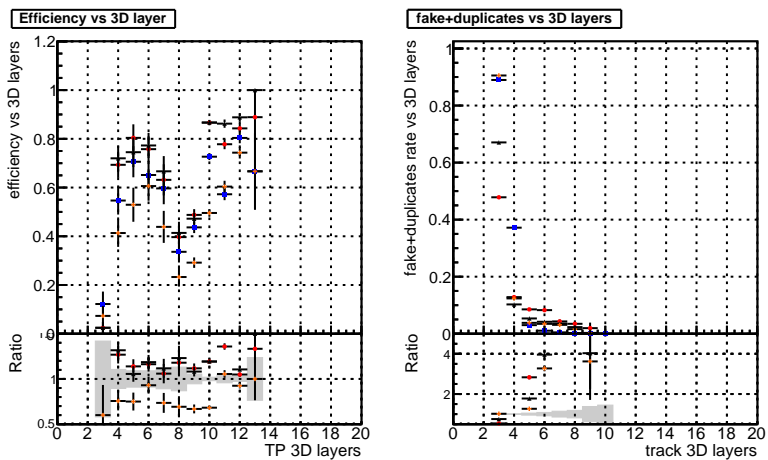 Efficiency vs 3D layer
efficiency vs 3D layers
1.2
1
0.8
0.6
0.4
0.2
0
Ratio
1
0.5
0 2 4 6 8 10 12 14 16 18 20
TP 3D layers
fake+duplicates vs 3D layers
fake+duplicates rate vs 3D layers
1
0.8
0.6
0.4
0.2
0
Ratio
4
2
0 2 4 6 8 10 12 14 16 18 20
track 3D layers